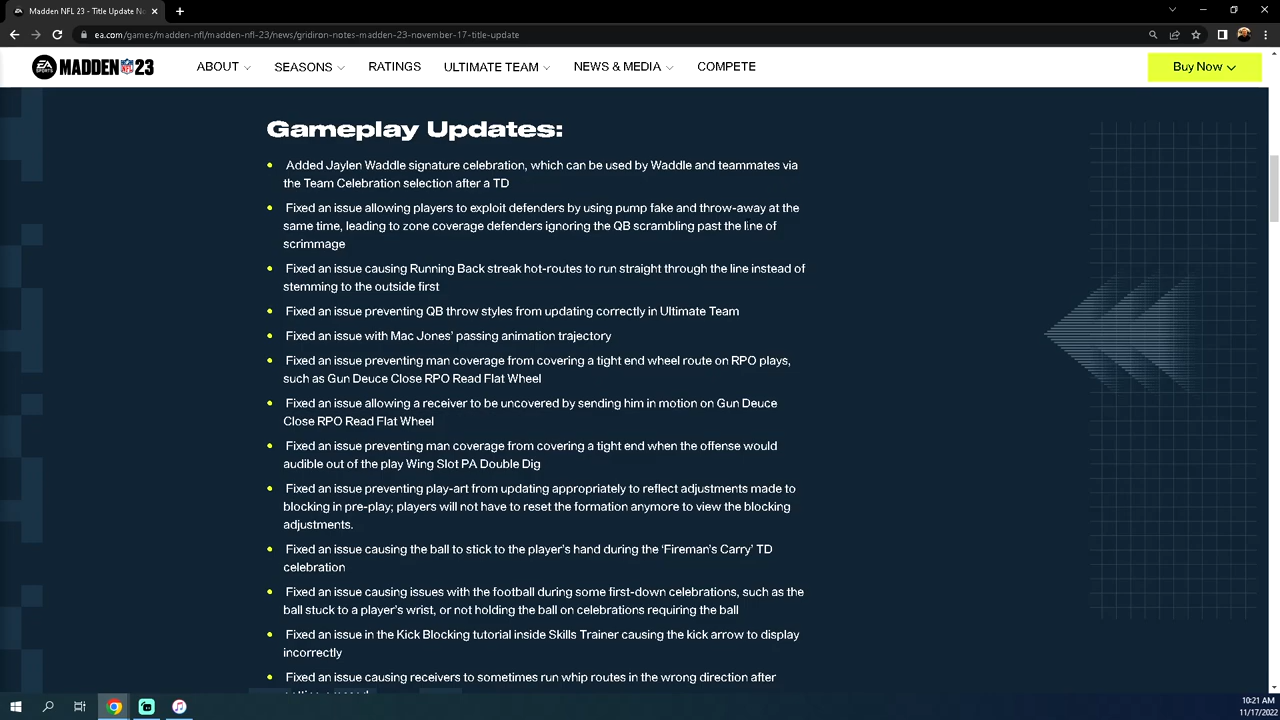 Madden NFL 23 - Title Update No
ea.com/games/madden-nfl/madden-nfl-23/news/gridiron-notes-madden-23-november-17-title-update
EA SPORTS MADDEN NFL 23
ABOUT
SEASONS
RATINGS
ULTIMATE TEAM
NEWS & MEDIA
COMPETE
Buy Now
Gameplay Updates:
Added Jaylen Waddle signature celebration, which can be used by Waddle and teammates via
the Team Celebration selection after a TD
Fixed an issue allowing players to exploit defenders by using pump fake and throw-away at the
same time, leading to zone coverage defenders ignoring the QB scrambling past the line of
scrimmage
Fixed an issue causing Running Back streak hot-routes to run straight through the line instead of
stemming to the outside first
Fixed an issue styles from updating correctly in Ultimate Team
Fixed an issue with Mac Jones' passing animation trajectory
Fixed an issue preventing man coverage from covering a tight end wheel route on RPO plays,
such as Gun Deuce Close RPO Read Flat Wheel
Fixed an issue allowing a receiver to be uncovered by sending him in motion on Gun Deuce
Close RPO Read Flat Wheel
Fixed an issue preventing man coverage from covering a tight end when the offense would
audible out of the play Wing Slot PA Double Dig
Fixed an issue preventing play-art from updating appropriately to reflect adjustments made to
blocking in pre-play; players will not have to reset the formation anymore to view the blocking
adjustments.
Fixed an issue causing the ball to stick to the player's hand during the ‘Fireman's Carry’ TD
celebration
Fixed an issue causing issues with the football during some first-down celebrations, such as the
ball stuck to a player's wrist, or not holding the ball on celebrations requiring the ball
Fixed an issue in the Kick Blocking tutorial inside Skills Trainer causing the kick arrow to display
incorrectly
Fixed an issue causing receivers to sometimes run whip routes in the wrong direction after
10:21 AM
11/17/2022